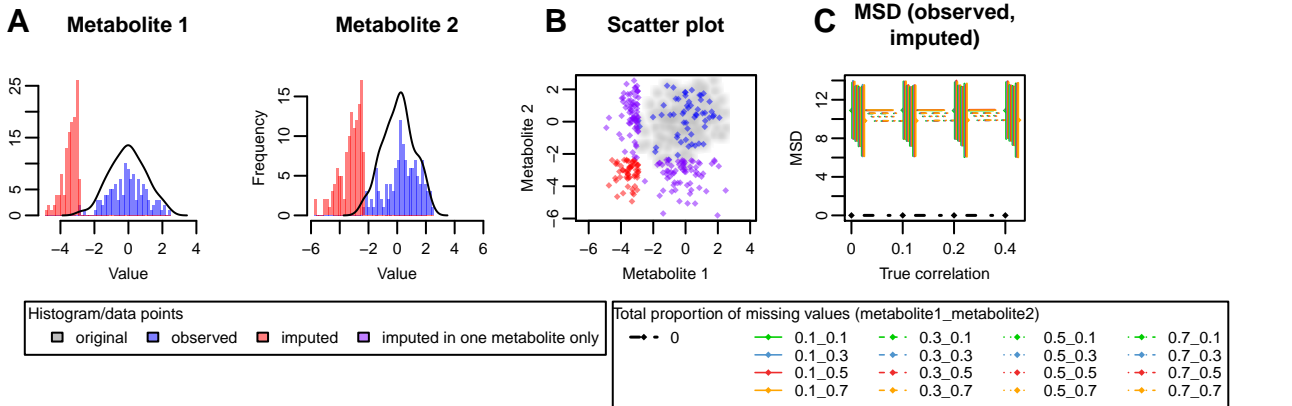 A Metabolite 1 Metabolite 2 B Scatter plot C MSD (observed,
imputed)
25
15
5
0
−4 −2 0 2 4
Value
Frequency
15
10
5
0
−6 −4 −2 0 2 4 6
Value
Metabolite 2
2
0
−2
−4
−6
−6 −4 −2 0 2 4
Metabolite 1
MSD
12
8
4
0
0 0.1 0.2 0.4
True correlation
Histogram/data points
original observed imputed imputed in one metabolite only
Total proportion of missing values (metabolite1_metabolite2)
0 0.1_0.1 0.3_0.1 0.5_0.1 0.7_0.1
0.1_0.3 0.3_0.3 0.5_0.3 0.7_0.3
0.1_0.5 0.3_0.5 0.5_0.5 0.7_0.5
0.1_0.7 0.3_0.7 0.5_0.7 0.7_0.7